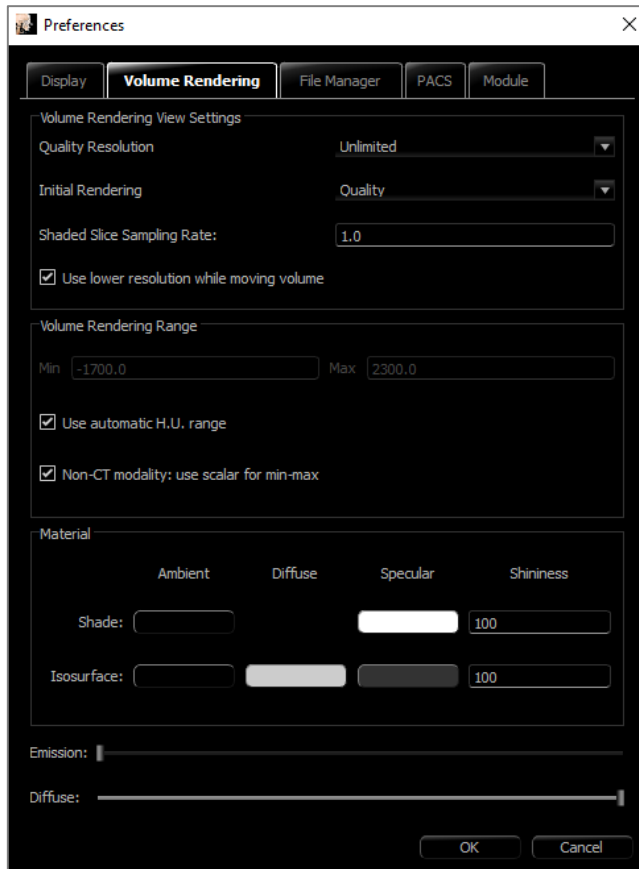 Preferences
Display Volume Rendering File Manager PACS Module
Volume Rendering View Settings
Quality Resolution Unlimited
Initial Rendering Quality
Shaded Slice Sampling Rate: 1.0
Use lower resolution while moving volume
Volume Rendering Range
Min -1700.0 Max 2300.0
Use automatic H.U. range
Non-CT modality: use scalar for min-max
Material
Ambient Diffuse Specular Shininess
Shade: 100
Isosurface: 100
Emission:
Diffuse:
OK Cancel